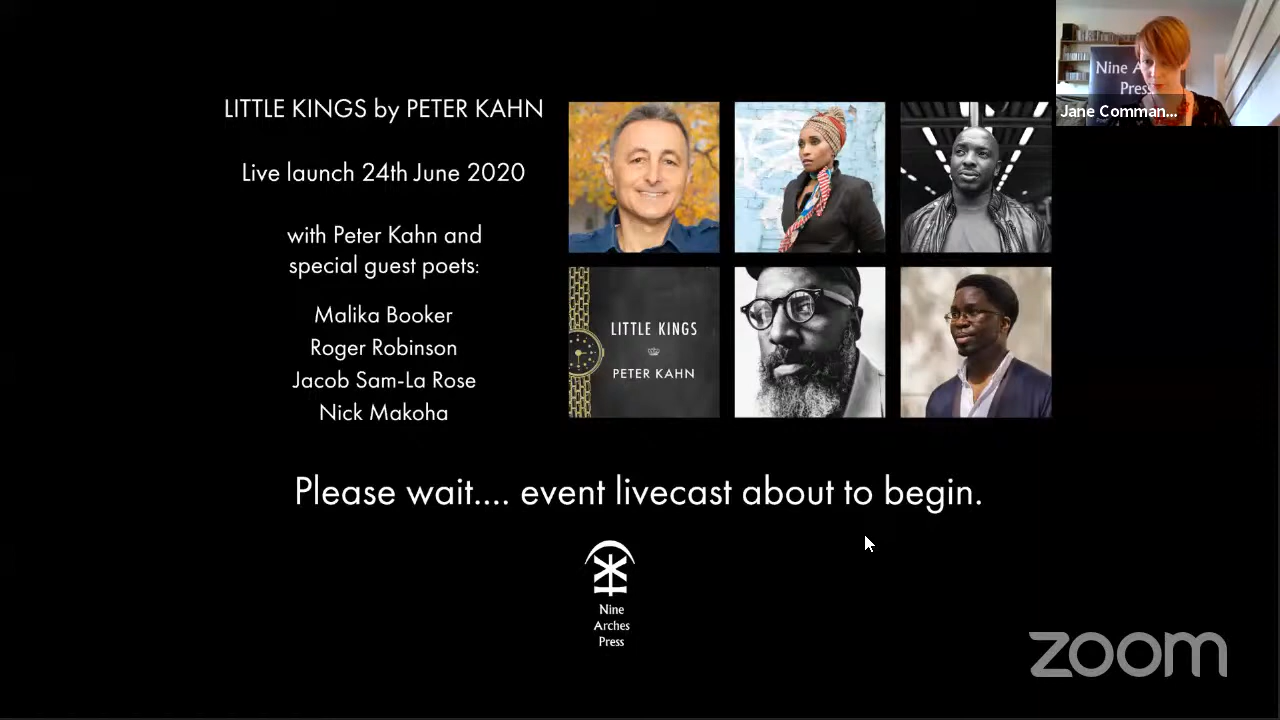 LITTLE KINGS by PETER KAHN
Live launch 24th June 2020
with Peter Kahn and
special guest poets:
Malika Booker
Roger Robinson
Jacob Sam-La Rose
Nick Makoha
LITTLE KINGS
PETER KAHN
Please wait.... event livecast about to begin.
Nine
Arches
Press
Nine A
Press
Jane Comman...
zoom